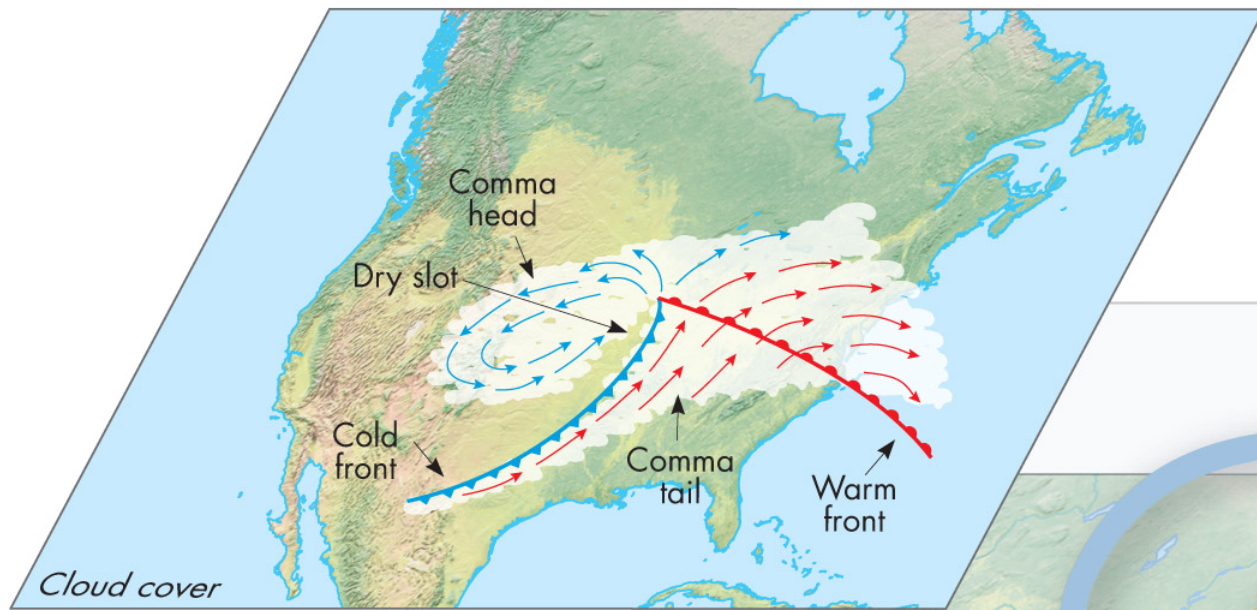 Comma
head
Dry slot
Cold
front
Comma
tail
Warm
front
Cloud cover